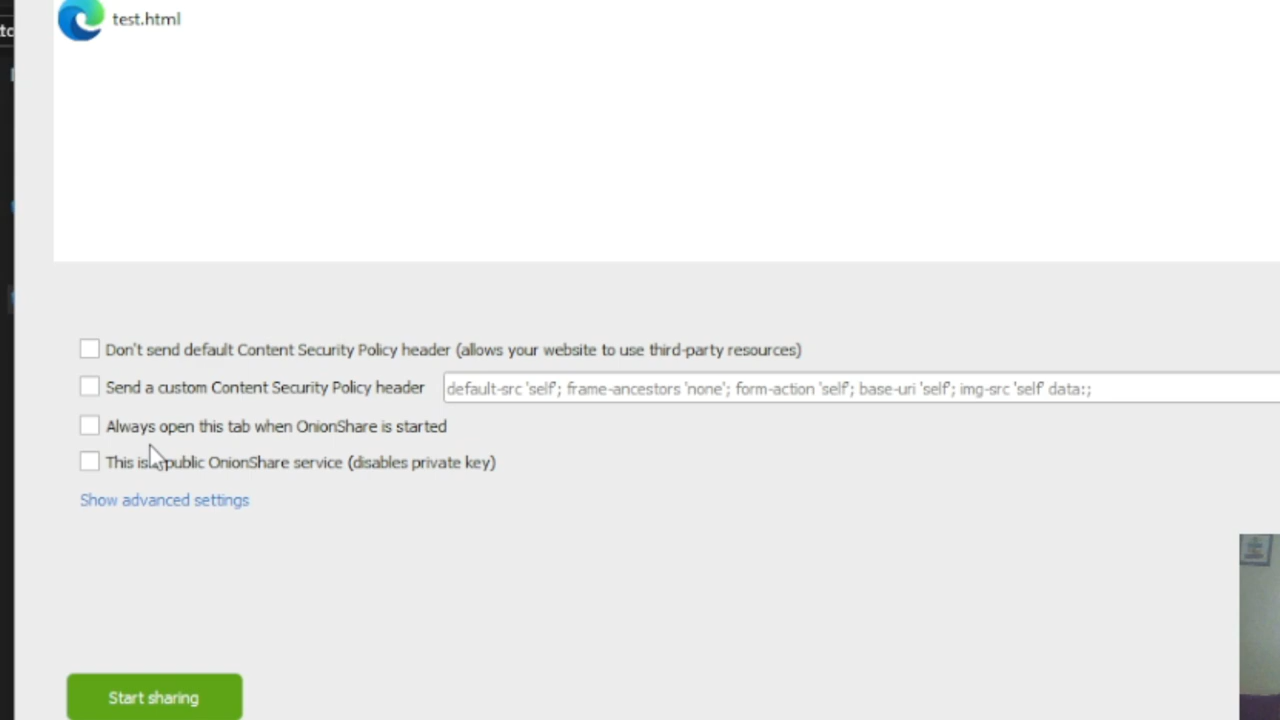 test.html
Don't send default Content Security Policy header (allows your website to use third-party resources)
Send a custom Content Security Policy header
default-src 'self'; frame-ancestors 'none'; form-action 'self'; base-uri 'self'; img-src 'self' data:;
Always open this tab when OnionShare is started
This is public OnionShare service (disables private key)
Show advanced settings
Start sharing